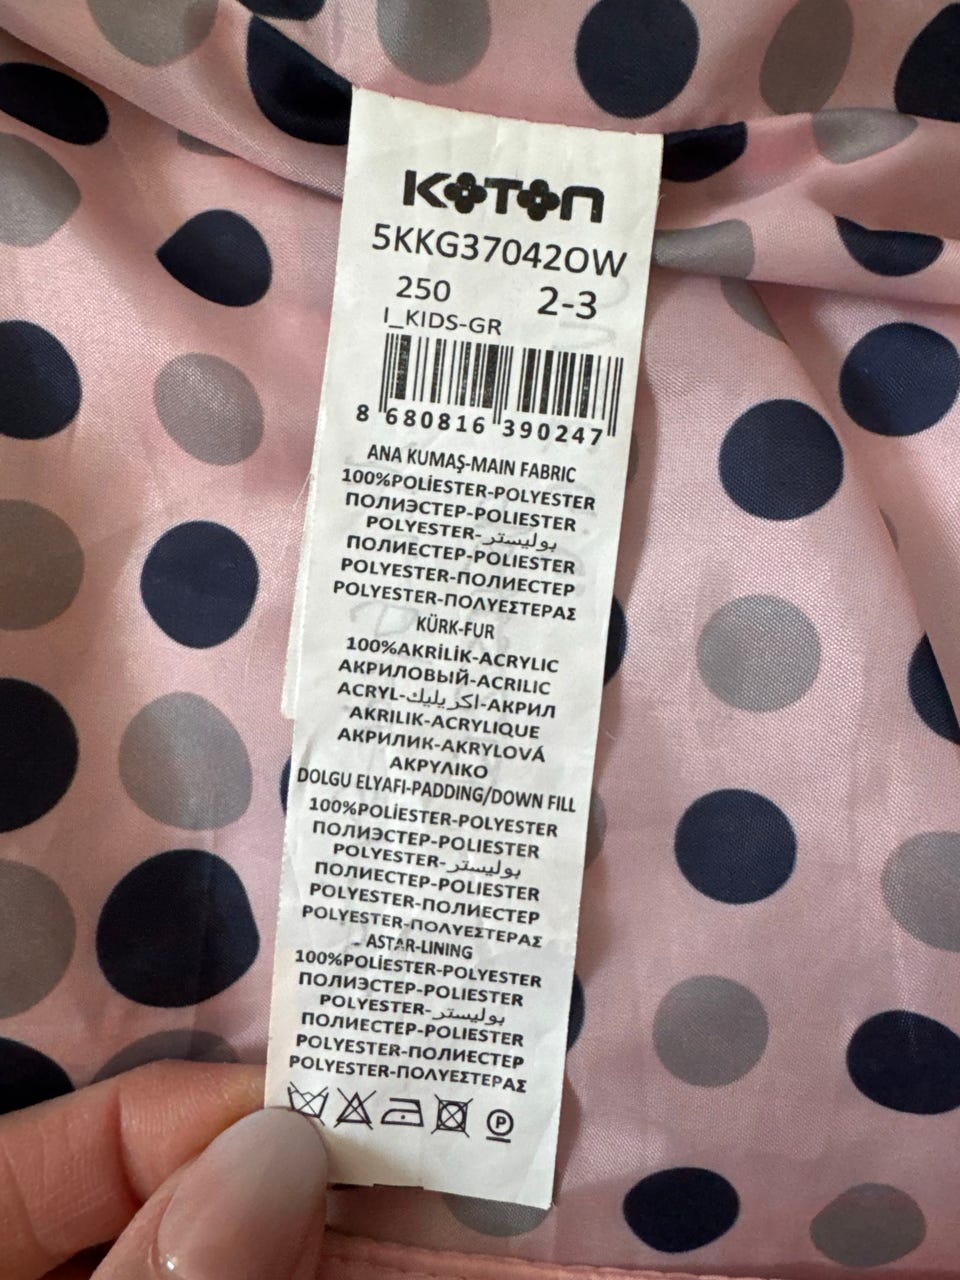 KOTON
5KKG37042OW
250 2-3
I_KIDS-GR
8 680816 390247
ANA KUMAŞ-MAIN FABRIC
100%POLİESTER-POLYESTER
ПОЛИЭСТЕР-POLIESTER
POLYESTER-بوليستر
ПОЛИЕСТЕР-POLIESTER
POLYESTER-ПОЛИЕСТЕР
POLYESTER-ΠΟΛΥΕΣΤΕΡΑΣ
KÜRK-FUR
100%AKRİLİK-ACRYLIC
АКРИЛОВЫЙ-ACRILIC
ACRYL-اكريليك-АКРИЛ
AKRILIK-ACRYLIQUE
АКРИЛИК-AKRYLOVÁ
ΑΚΡΥΛΙΚΟ
DOLGU ELYAFI-PADDING/DOWN FILL
100%POLİESTER-POLYESTER
ПОЛИЭСТЕР-POLIESTER
POLYESTER-بوليستر
ПОЛИЕСТЕР-POLIESTER
POLYESTER-ПОЛИЕСТЕР
POLYESTER-ΠΟΛΥΕΣΤΕΡΑΣ
ASTAR-LINING
100%POLİESTER-POLYESTER
ПОЛИЭСТЕР-POLIESTER
POLYESTER-بوليستر
ПОЛИЕСТЕР-POLIESTER
POLYESTER-ПОЛИЕСТЕР
POLYESTER-ΠΟΛΥΕΣΤΕΡΑΣ
P